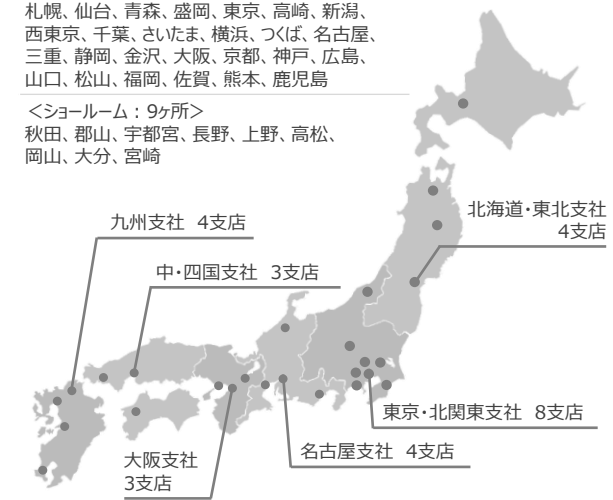 札幌、仙台、青森、盛岡、東京、高崎、新潟、
西東京、千葉、さいたま、横浜、つくば、名古屋、
三重、静岡、金沢、大阪、京都、神戸、広島、
山口、松山、福岡、佐賀、熊本、鹿児島
＜ショールーム：9ヶ所＞
秋田、郡山、宇都宮、長野、上野、高松、
岡山、大分、宮崎
北海道・東北支社
4支店
九州支社 4支店
中・四国支社 3支店
東京・北関東支社 8支店
名古屋支社 4支店
大阪支社
3支店